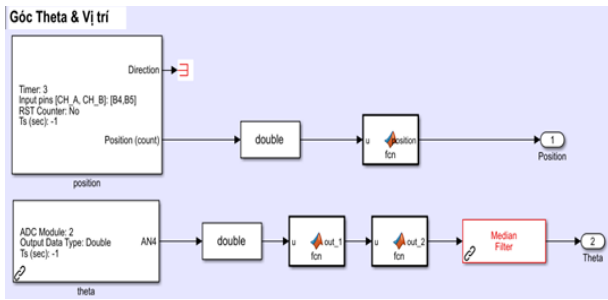 Góc Theta & Vị trí
Direction
Timer: 3
Input pins [CH_A, CH_B]: [B4,B5]
RST Counter: No
Ts (sec): -1
Position (count)
position
double
u
position
fcn
1
Position
ADC Module: 2
Output Data Type: Double
Ts (sec): -1
AN4
theta
double
u
out_1
fcn
u
out_2
fcn
Median
Filter
2
Theta